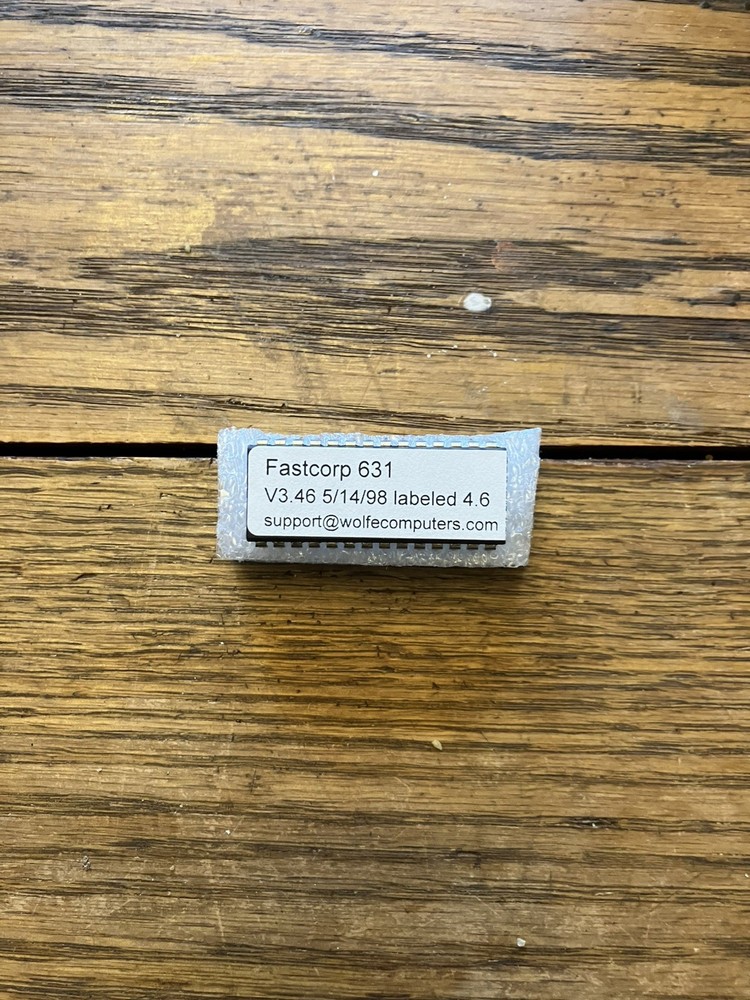 Fastcorp 631
V3.46 5/14/98 labeled 4.6
support@wolfecomputers.com